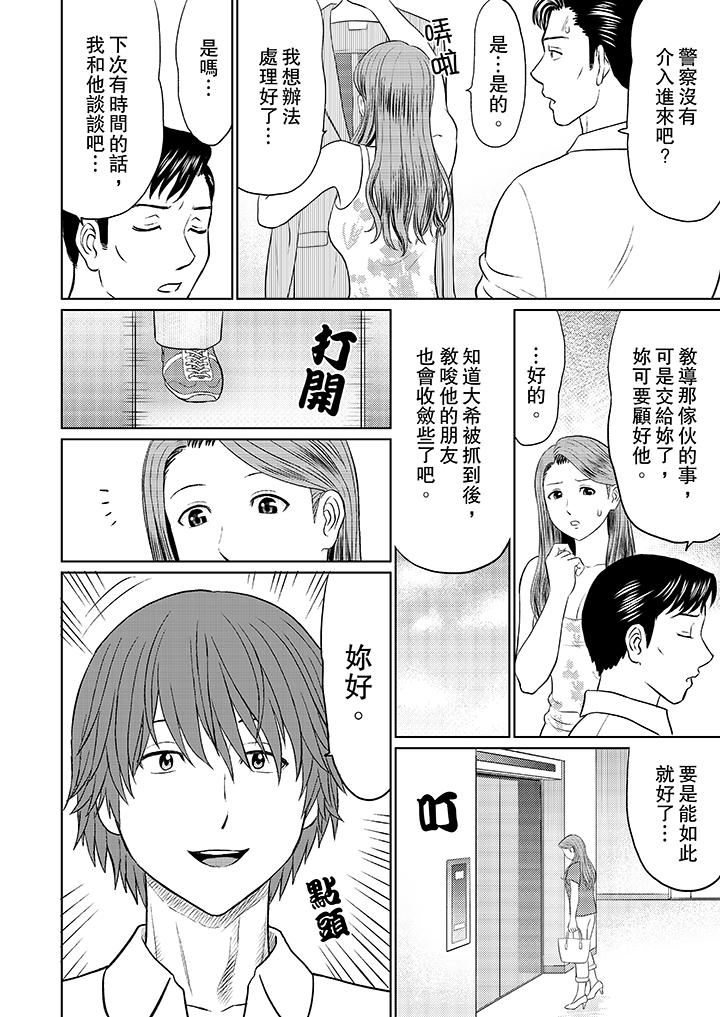 警察沒有
介入進來吧？
是…是的。
弄啦
我想辦法
處理好了…
是嗎…
下次有時間的話，
我和他談談吧…
教導那傢伙的事，
可是交給妳了，
妳可要顧好他。
…好的。
知道大希被抓到後，
教唆他的朋友
也會收斂些了吧。
打開
要是能如此
就好了…
叮
妳好。
點頭